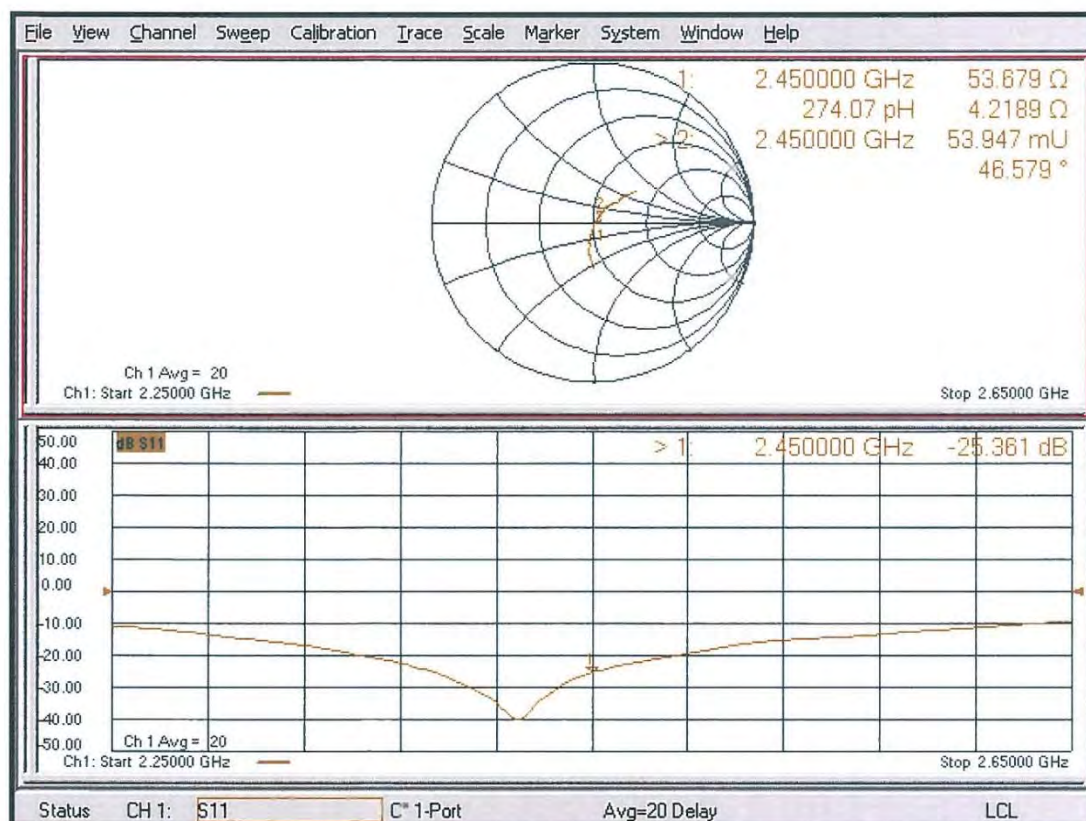 File View Channel Sweep Calibration Trace Scale Marker System Window Help
1: 2.450000 GHz 53.679 Ω
274.07 pH 4.2189 Ω
> 2: 2.450000 GHz 53.947 mU
46.579 °
Ch 1 Avg = 20
Ch1: Start 2.25000 GHz Stop 2.65000 GHz
50.00
dB S11
> 1: 2.450000 GHz -25.361 dB
40.00
30.00
20.00
10.00
0.00
-10.00
-20.00
-30.00
-40.00
-50.00
Ch 1 Avg = 20
Ch1: Start 2.25000 GHz Stop 2.65000 GHz
Status CH 1: S11 C* 1-Port Avg=20 Delay LCL